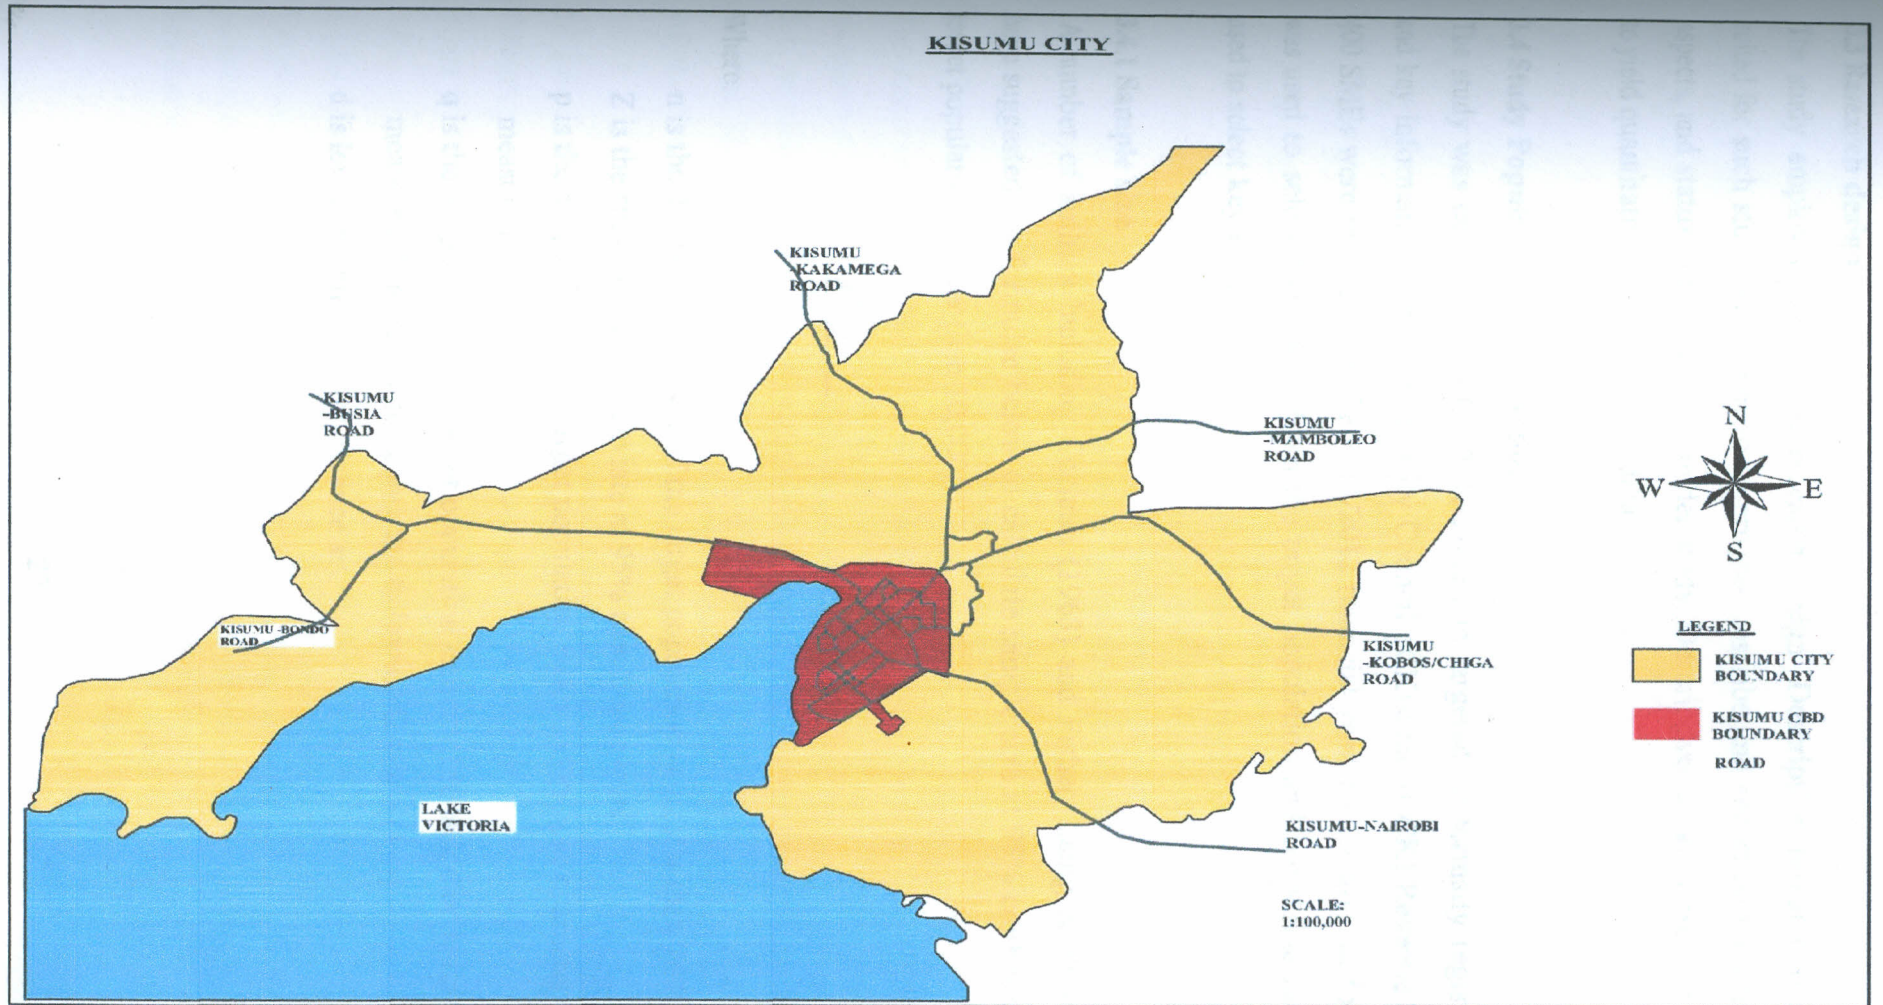 KISUMU CITY
KISUMU
-KAKAMEGA
ROAD
KISUMU
-BUSIA
ROAD
KISUMU
-MAMBOLEO
ROAD
N
W
E
S
KISUMU -BONDO
ROAD
KISUMU
-KOBOS/CHIGA
ROAD
LEGEND
KISUMU CITY
BOUNDARY
KISUMU CBD
BOUNDARY
ROAD
LAKE
VICTORIA
KISUMU-NAIROBI
ROAD
SCALE:
1:100,000